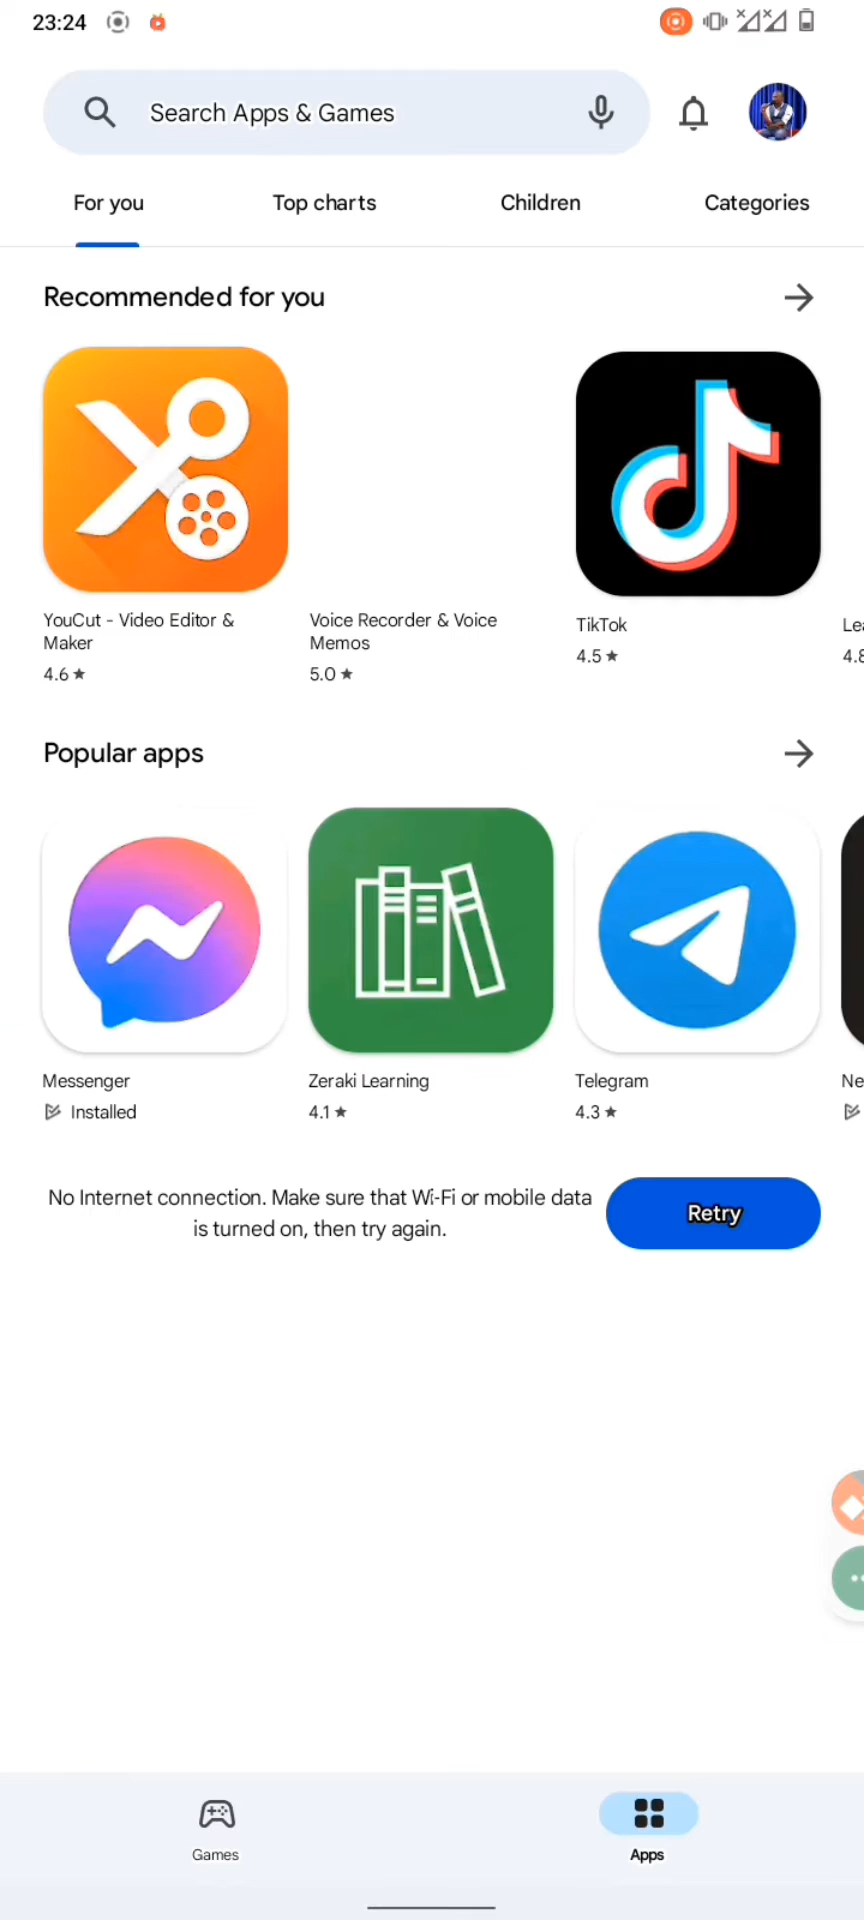 23:24
Search Apps & Games
For you Top charts Children Categories
Recommended for you
YouCut - Video Editor & Maker
4.6 ★
Voice Recorder & Voice Memos
5.0 ★
TikTok
4.5 ★
4.8
Popular apps
Messenger
Installed
Zeraki Learning
4.1 ★
Telegram
4.3 ★
No Internet connection. Make sure that Wi-Fi or mobile data
is turned on, then try again.
Retry
Games
Apps